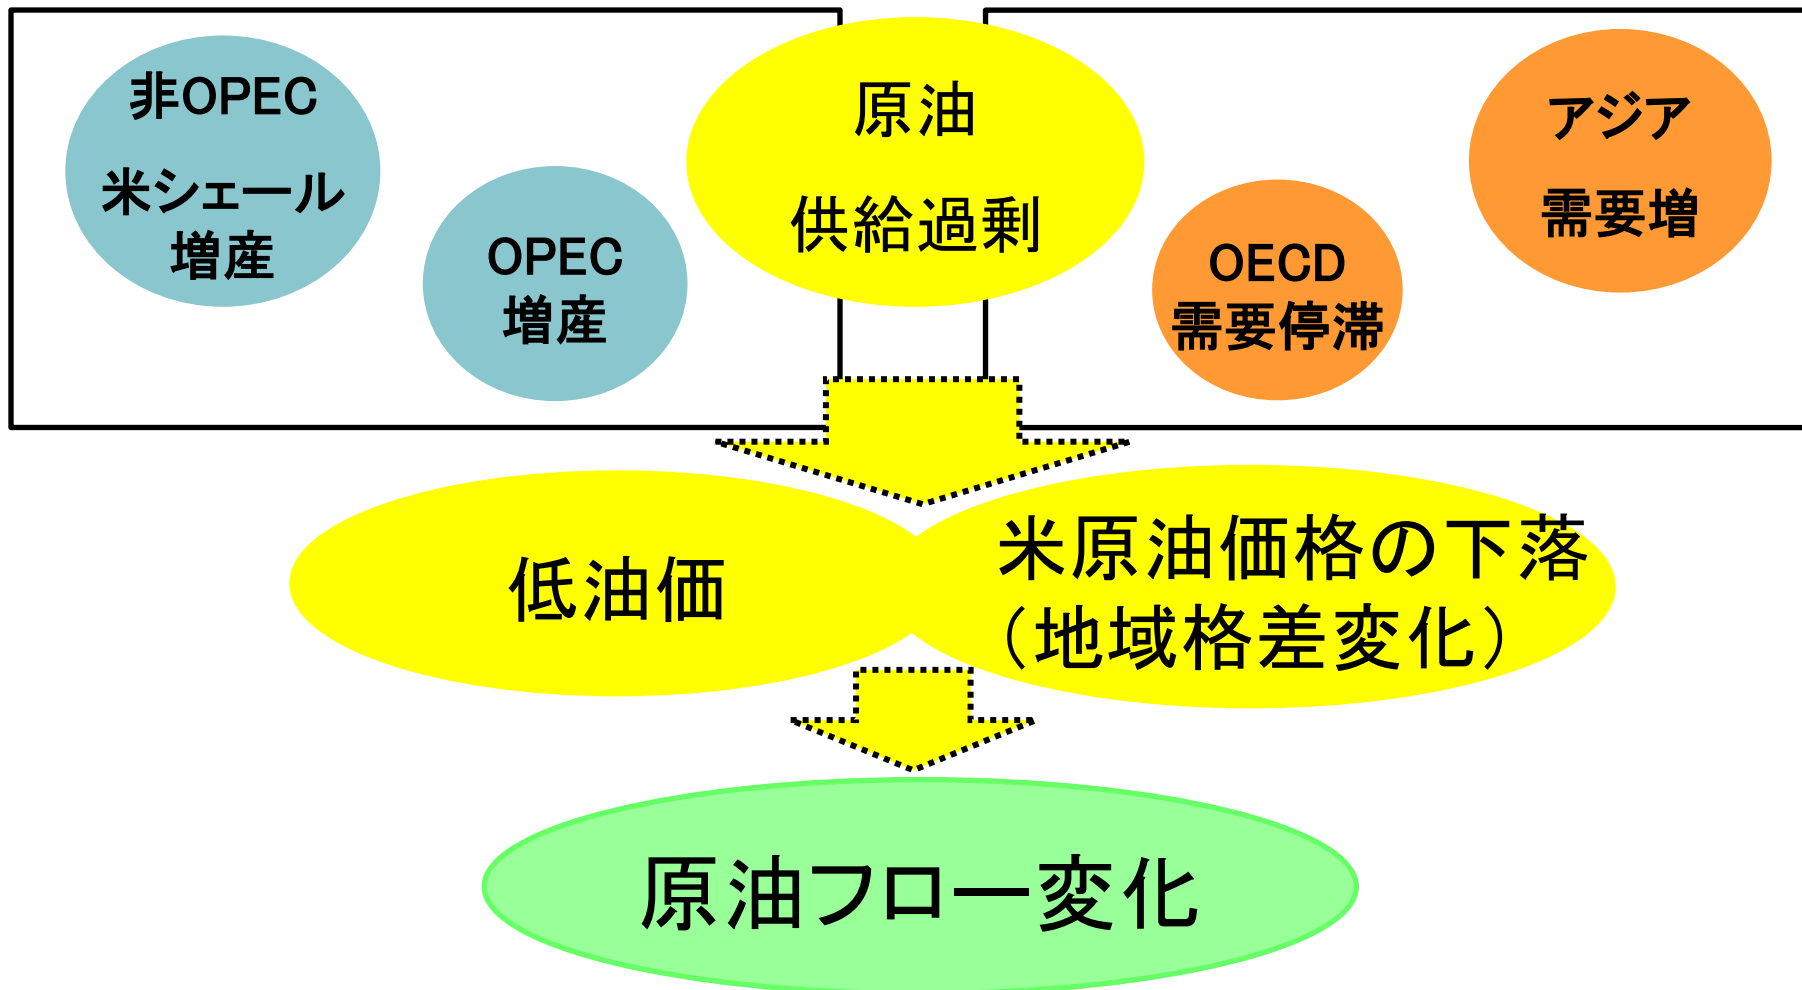 非OPEC
米シェール
増産
OPEC
増産
原油
供給過剰
OECD
需要停滞
アジア
需要増
低油価
米原油価格の下落
（地域格差変化）
原油フロー変化